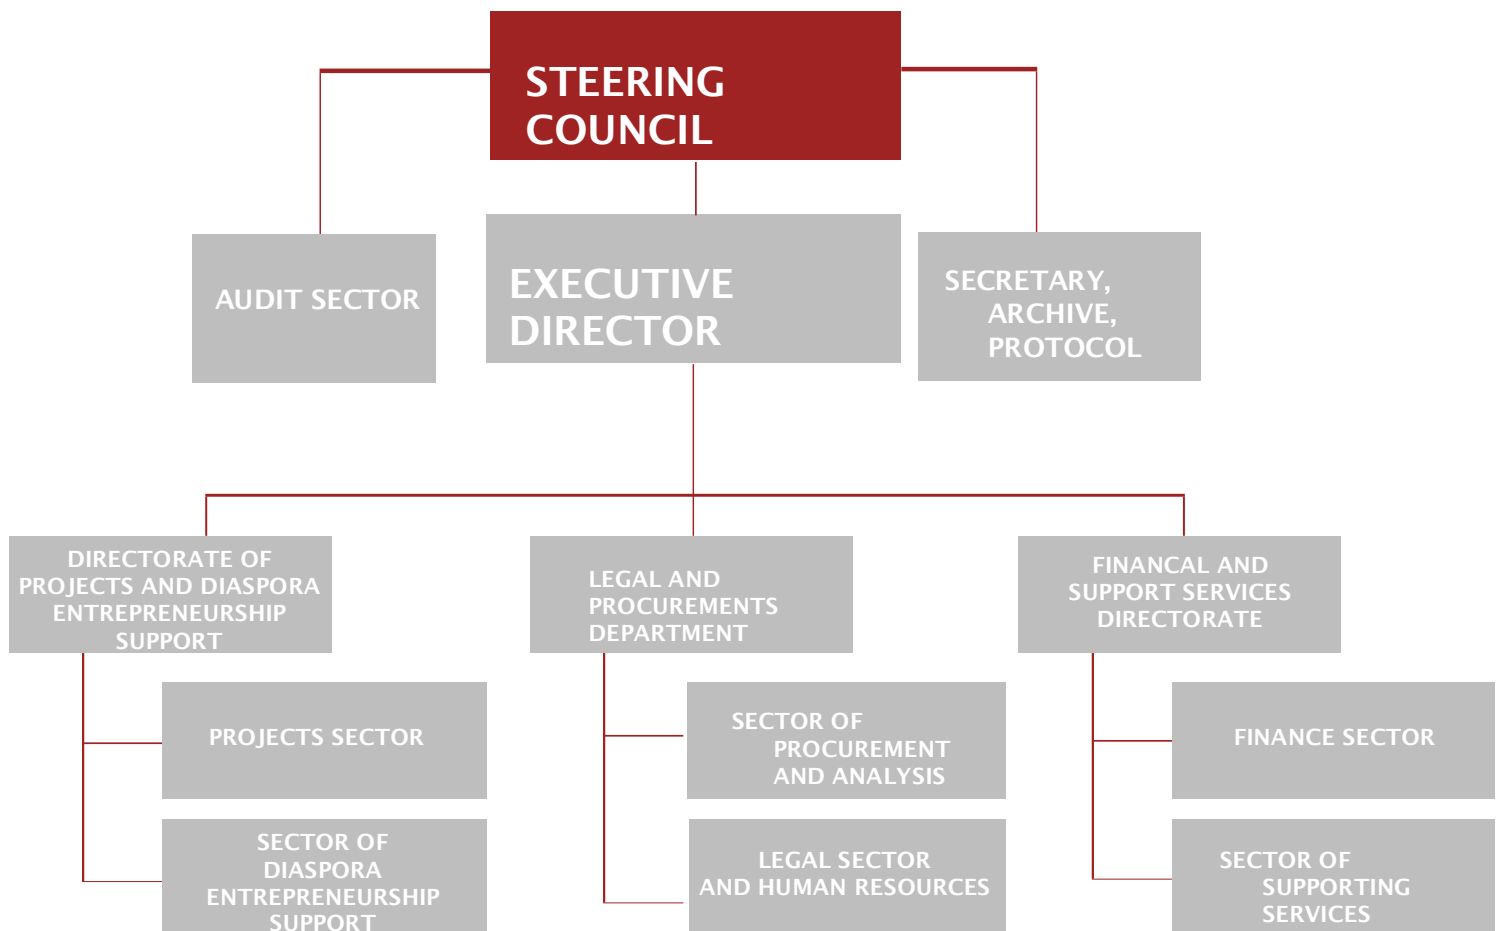 STEERING
COUNCIL
AUDIT SECTOR
EXECUTIVE
DIRECTOR
SECRETARY,
ARCHIVE,
PROTOCOL
DIRECTORATE OF
PROJECTS AND DIASPORA
ENTREPRENEURSHIP
SUPPORT
LEGAL AND
PROCUREMENTS
DEPARTMENT
FINANCAL AND
SUPPORT SERVICES
DIRECTORATE
PROJECTS SECTOR
SECTOR OF
PROCUREMENT
AND ANALYSIS
FINANCE SECTOR
SECTOR OF
DIASPORA
ENTREPRENEURSHIP
SUPPORT
LEGAL SECTOR
AND HUMAN RESOURCES
SECTOR OF
SUPPORTING
SERVICES